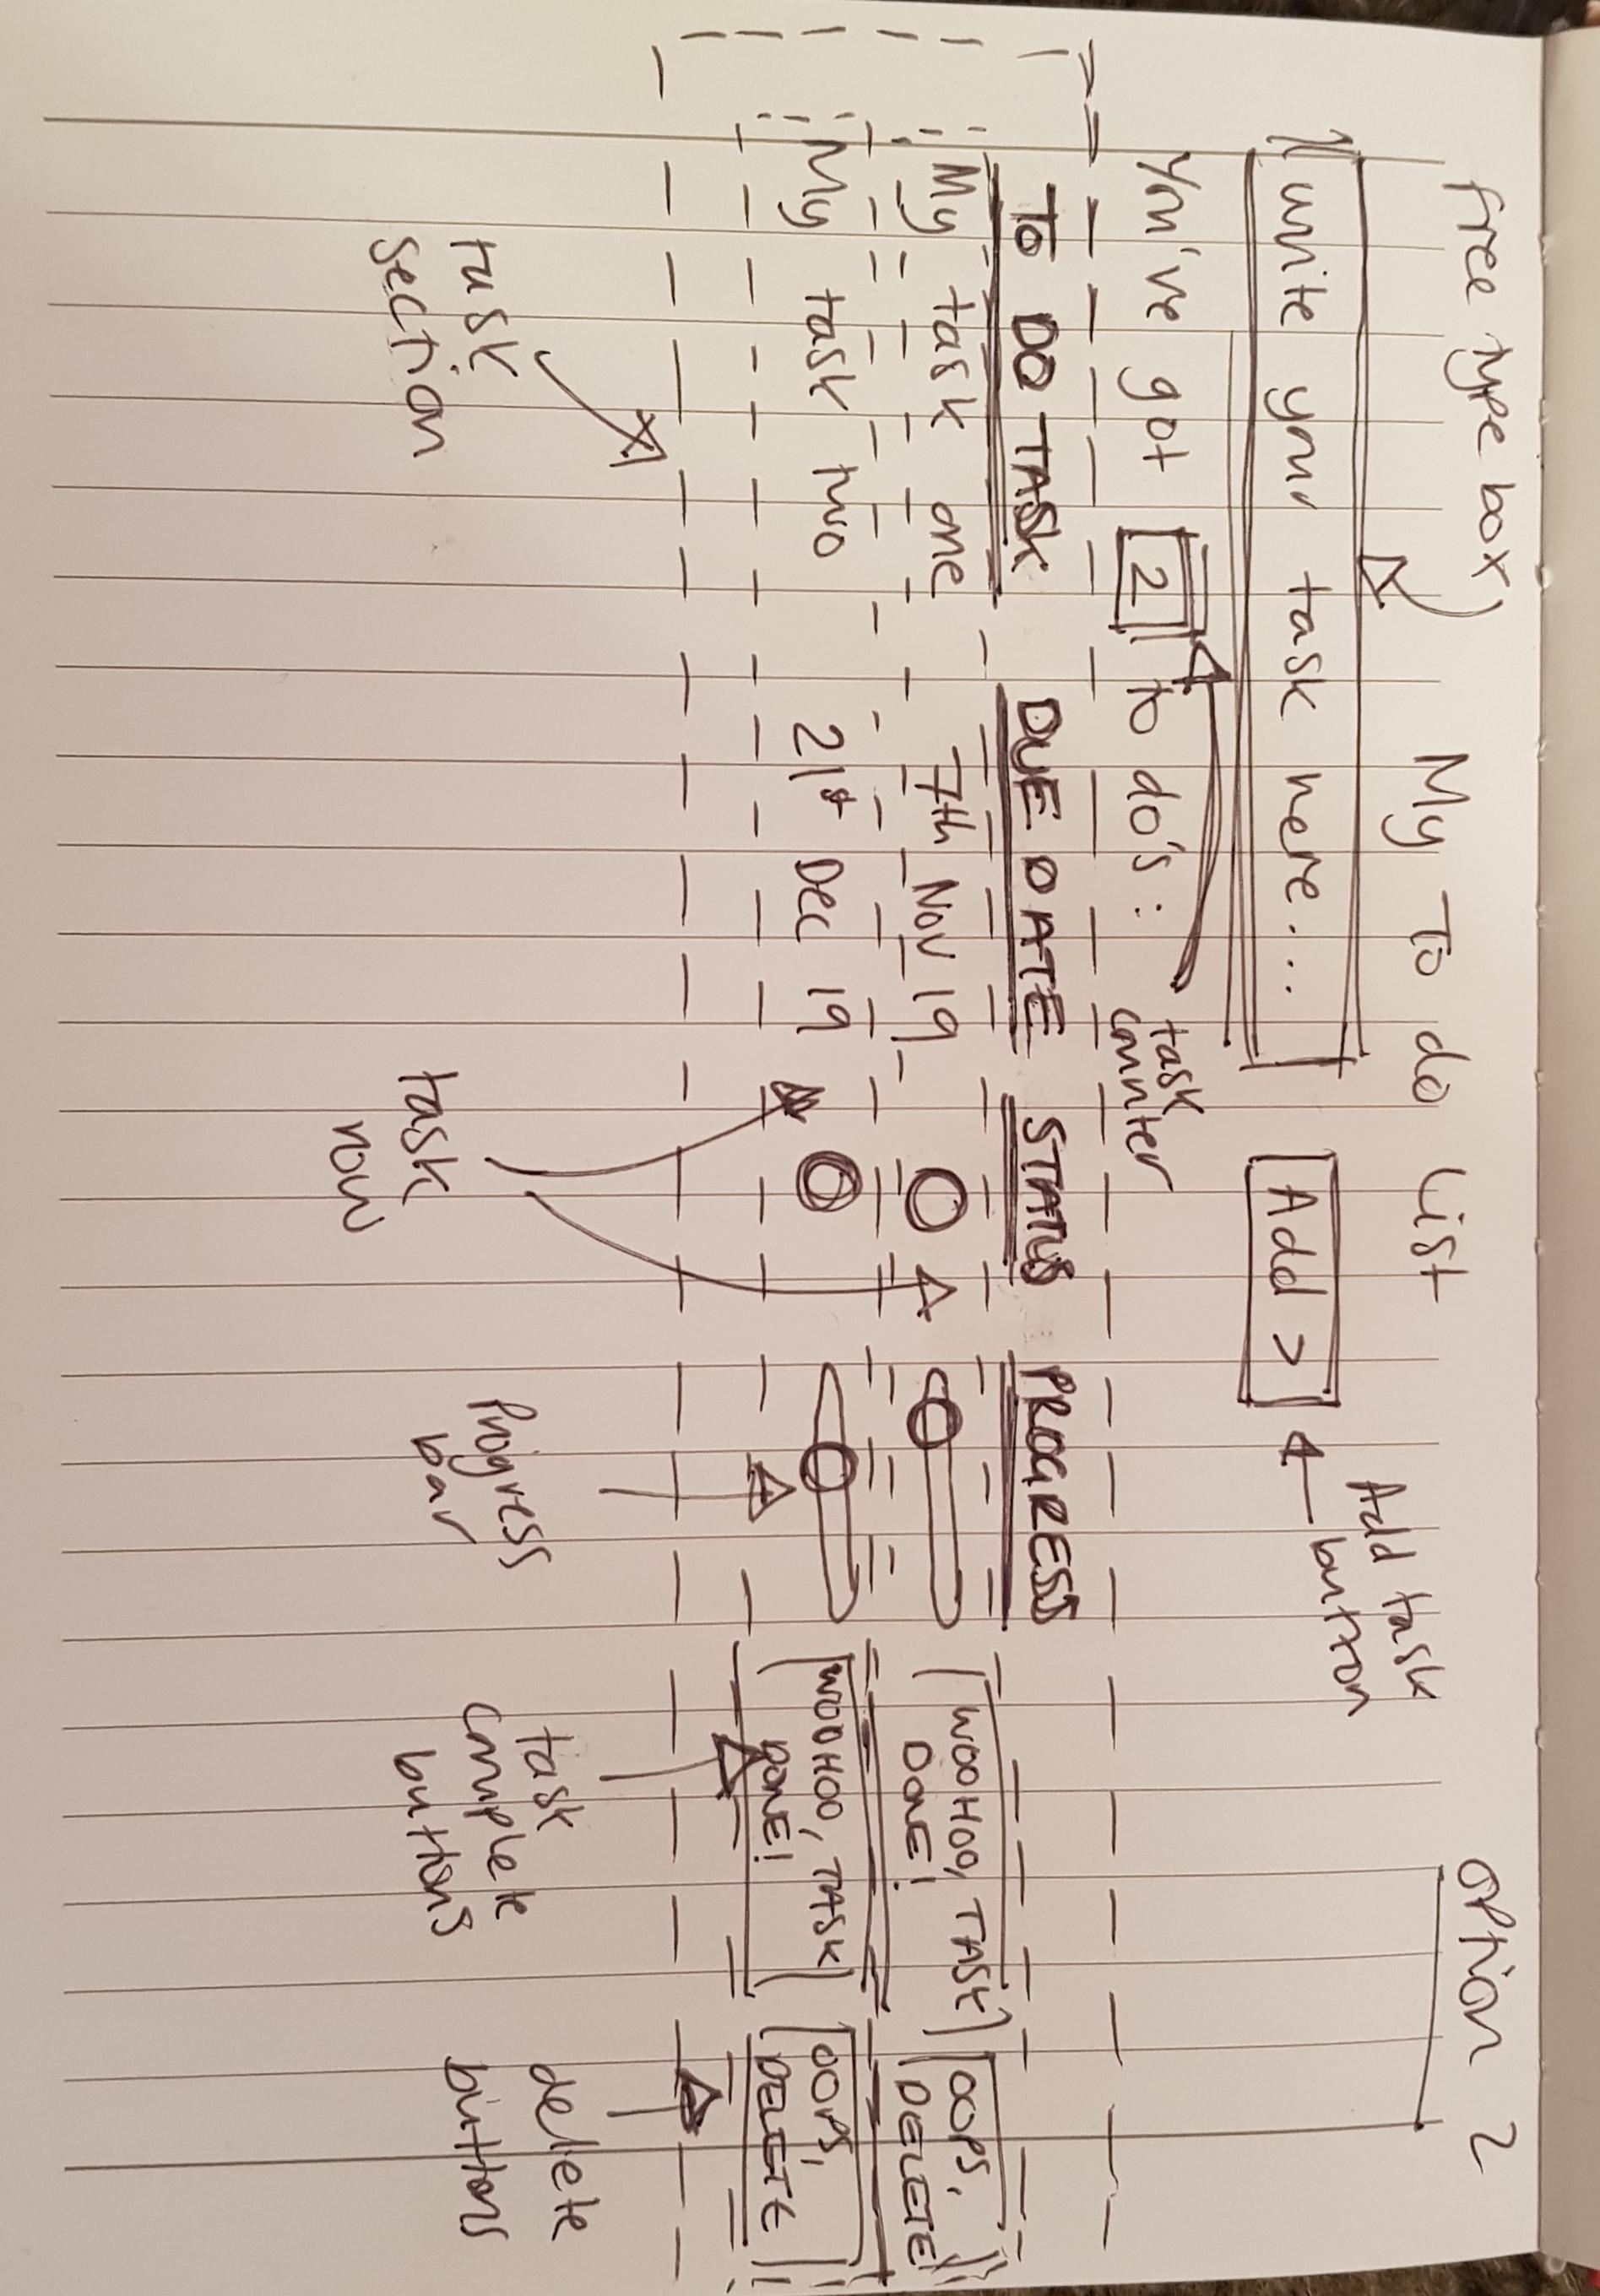 option 2
free type box
My To do List
Add task
button
write your task here....
Add >
task
counter
You've got 2 to do's :
TO DO TASK DUE DATE STATUS PROGRESS
My task one 7th Nov 19 WOOHOO, TASK DONE! OOPS, DELETE
My task two 21st Dec 19 WOOHOO, TASK DONE! OOPS, DELETE
task
section
task
row
Progress
bar
task
complete
buttons
delete
buttons